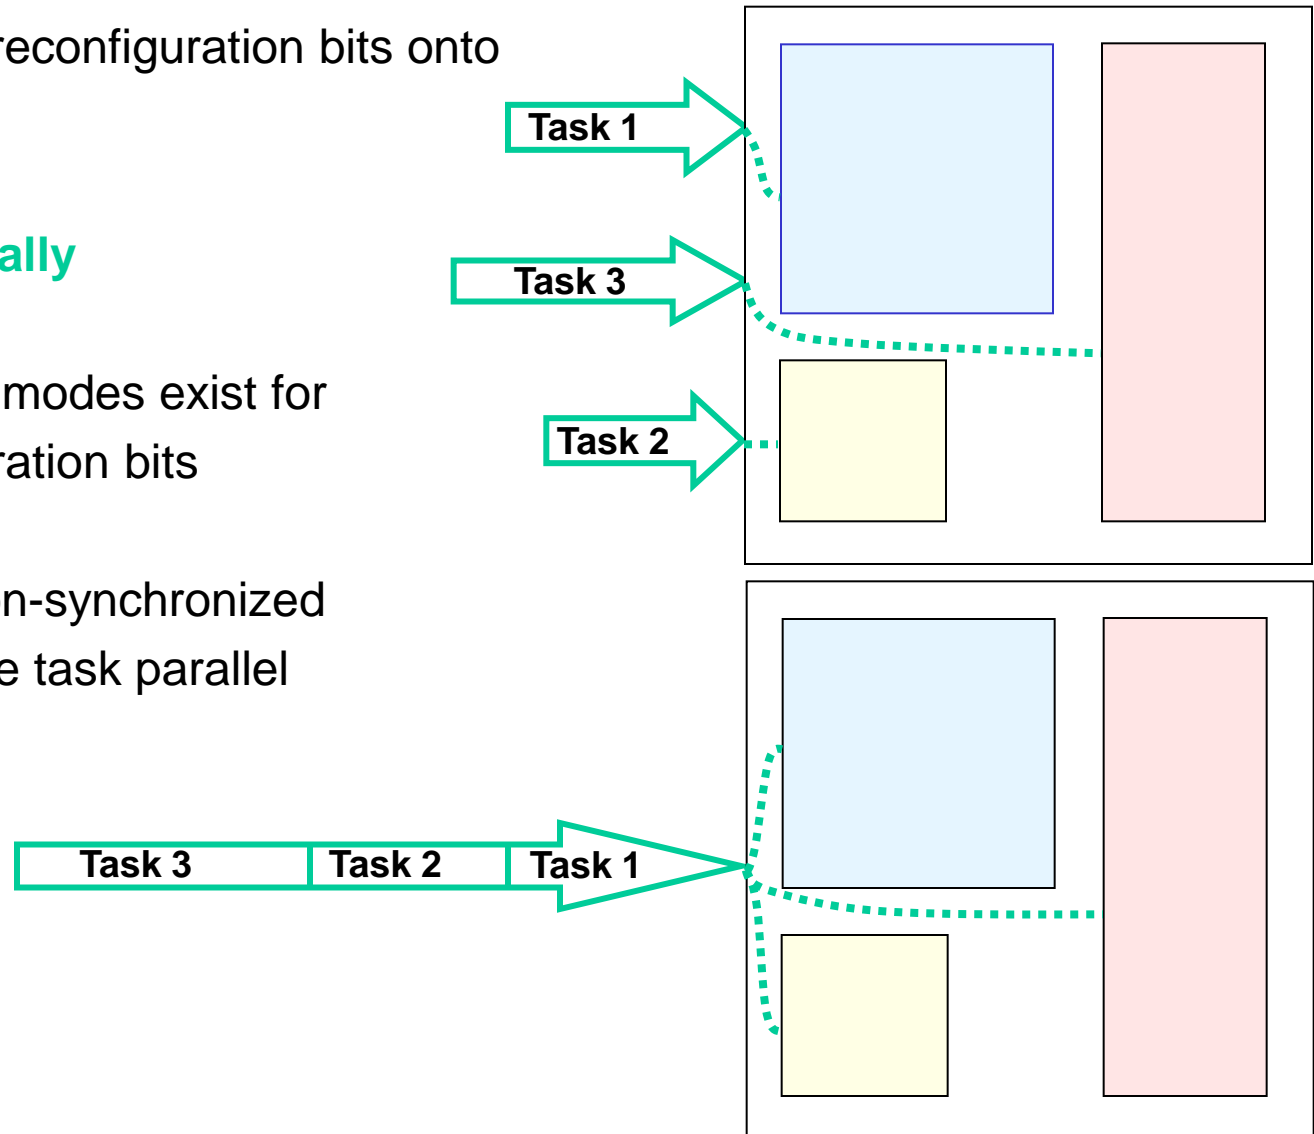 reconfiguration bits onto
Task 1
ally
Task 3
modes exist for
Task 2
ration bits
n-synchronized
e task parallel
Task 3 Task 2 Task 1